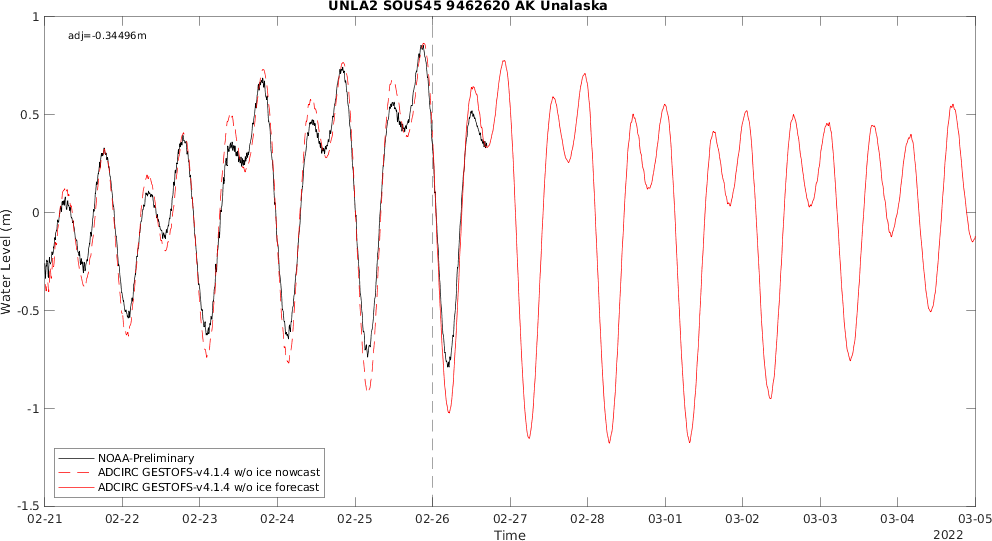 UNLA2 SOUS45 9462620 AK Unalaska
adj=-0.34496m
1
0.5
0
-0.5
-1
-1.5
Water Level (m)
NOAA-Preliminary
ADCIRC GESTOFS-v4.1.4 w/o ice nowcast
ADCIRC GESTOFS-v4.1.4 w/o ice forecast
02-21 02-22 02-23 02-24 02-25 02-26 02-27 02-28 03-01 03-02 03-03 03-04 03-05
Time
2022